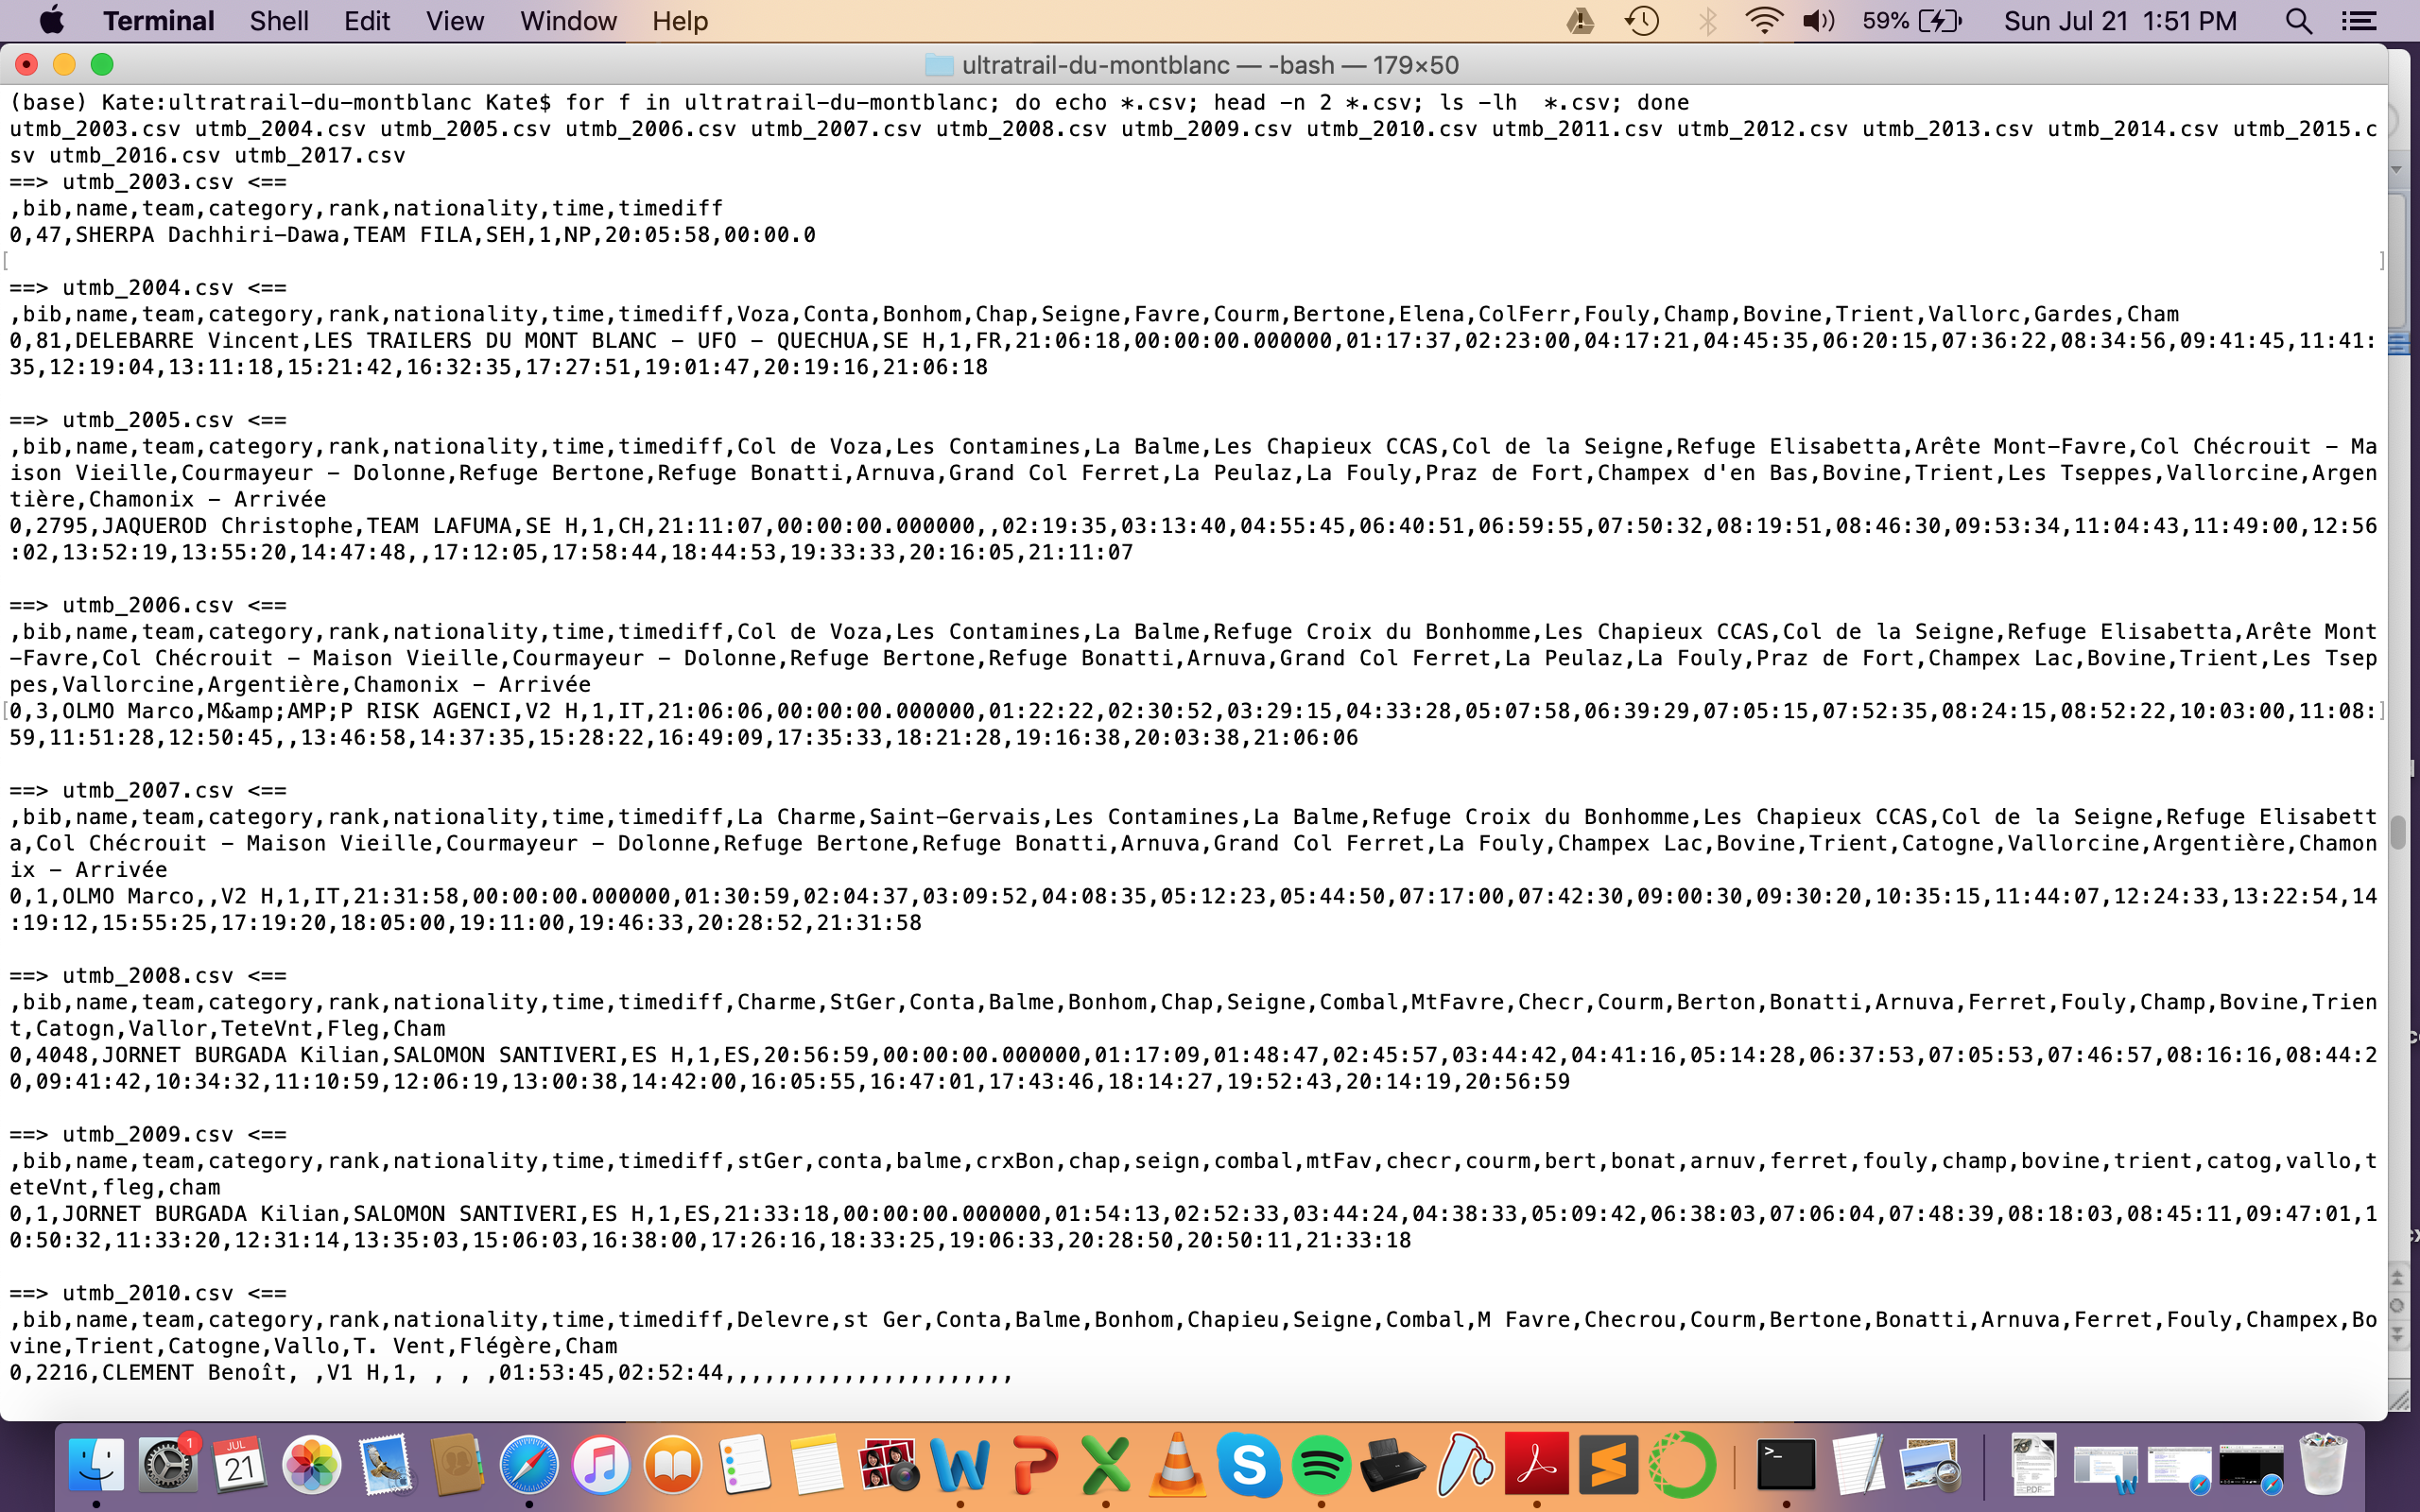 Terminal Shell Edit View Window Help 59% Sun Jul 21 1:51 PM
ultratrail-du-montblanc — -bash — 179×50
(base) Kate:ultratrail-du-montblanc Kate$ for f in ultratrail-du-montblanc; do echo *.csv; head -n 2 *.csv; ls -lh  *.csv; done
utmb_2003.csv utmb_2004.csv utmb_2005.csv utmb_2006.csv utmb_2007.csv utmb_2008.csv utmb_2009.csv utmb_2010.csv utmb_2011.csv utmb_2012.csv utmb_2013.csv utmb_2014.csv utmb_2015.c
sv utmb_2016.csv utmb_2017.csv
==> utmb_2003.csv <==
,bib,name,team,category,rank,nationality,time,timediff
0,47,SHERPA Dachhiri-Dawa,TEAM FILA,SEH,1,NP,20:05:58,00:00.0
[ ]
==> utmb_2004.csv <==
,bib,name,team,category,rank,nationality,time,timediff,Voza,Conta,Bonhom,Chap,Seigne,Favre,Courm,Bertone,Elena,ColFerr,Fouly,Champ,Bovine,Trient,Vallorc,Gardes,Cham
0,81,DELEBARRE Vincent,LES TRAILERS DU MONT BLANC - UFO - QUECHUA,SE H,1,FR,21:06:18,00:00:00.000000,01:17:37,02:23:00,04:17:21,04:45:35,06:20:15,07:36:22,08:34:56,09:41:45,11:41:
35,12:19:04,13:11:18,15:21:42,16:32:35,17:27:51,19:01:47,20:19:16,21:06:18
==> utmb_2005.csv <==
,bib,name,team,category,rank,nationality,time,timediff,Col de Voza,Les Contamines,La Balme,Les Chapieux CCAS,Col de la Seigne,Refuge Elisabetta,Arête Mont-Favre,Col Chécrouit - Ma
ison Vieille,Courmayeur - Dolonne,Refuge Bertone,Refuge Bonatti,Arnuva,Grand Col Ferret,La Peulaz,La Fouly,Praz de Fort,Champex d'en Bas,Bovine,Trient,Les Tseppes,Vallorcine,Argen
tière,Chamonix - Arrivée
0,2795,JAQUEROD Christophe,TEAM LAFUMA,SE H,1,CH,21:11:07,00:00:00.000000,,02:19:35,03:13:40,04:55:45,06:40:51,06:59:55,07:50:32,08:19:51,08:46:30,09:53:34,11:04:43,11:49:00,12:56
:02,13:52:19,13:55:20,14:47:48,,17:12:05,17:58:44,18:44:53,19:33:33,20:16:05,21:11:07
==> utmb_2006.csv <==
,bib,name,team,category,rank,nationality,time,timediff,Col de Voza,Les Contamines,La Balme,Refuge Croix du Bonhomme,Les Chapieux CCAS,Col de la Seigne,Refuge Elisabetta,Arête Mont
-Favre,Col Chécrouit - Maison Vieille,Courmayeur - Dolonne,Refuge Bertone,Refuge Bonatti,Arnuva,Grand Col Ferret,La Peulaz,La Fouly,Praz de Fort,Champex Lac,Bovine,Trient,Les Tsep
pes,Vallorcine,Argentière,Chamonix - Arrivée
[0,3,OLMO Marco,M&amp;AMP;P RISK AGENCI,V2 H,1,IT,21:06:06,00:00:00.000000,01:22:22,02:30:52,03:29:15,04:33:28,05:07:58,06:39:29,07:05:15,07:52:35,08:24:15,08:52:22,10:03:00,11:08:]
59,11:51:28,12:50:45,,13:46:58,14:37:35,15:28:22,16:49:09,17:35:33,18:21:28,19:16:38,20:03:38,21:06:06
==> utmb_2007.csv <==
,bib,name,team,category,rank,nationality,time,timediff,La Charme,Saint-Gervais,Les Contamines,La Balme,Refuge Croix du Bonhomme,Les Chapieux CCAS,Col de la Seigne,Refuge Elisabett
a,Col Chécrouit - Maison Vieille,Courmayeur - Dolonne,Refuge Bertone,Refuge Bonatti,Arnuva,Grand Col Ferret,La Fouly,Champex Lac,Bovine,Trient,Catogne,Vallorcine,Argentière,Chamon
ix - Arrivée
0,1,OLMO Marco,,V2 H,1,IT,21:31:58,00:00:00.000000,01:30:59,02:04:37,03:09:52,04:08:35,05:12:23,05:44:50,07:17:00,07:42:30,09:00:30,09:30:20,10:35:15,11:44:07,12:24:33,13:22:54,14
:19:12,15:55:25,17:19:20,18:05:00,19:11:00,19:46:33,20:28:52,21:31:58
==> utmb_2008.csv <==
,bib,name,team,category,rank,nationality,time,timediff,Charme,StGer,Conta,Balme,Bonhom,Chap,Seigne,Combal,MtFavre,Checr,Courm,Berton,Bonatti,Arnuva,Ferret,Fouly,Champ,Bovine,Trien
t,Catogn,Vallor,TeteVnt,Fleg,Cham
0,4048,JORNET BURGADA Kilian,SALOMON SANTIVERI,ES H,1,ES,20:56:59,00:00:00.000000,01:17:09,01:48:47,02:45:57,03:44:42,04:41:16,05:14:28,06:37:53,07:05:53,07:46:57,08:16:16,08:44:2
0,09:41:42,10:34:32,11:10:59,12:06:19,13:00:38,14:42:00,16:05:55,16:47:01,17:43:46,18:14:27,19:52:43,20:14:19,20:56:59
==> utmb_2009.csv <==
,bib,name,team,category,rank,nationality,time,timediff,stGer,conta,balme,crxBon,chap,seign,combal,mtFav,checr,courm,bert,bonat,arnuv,ferret,fouly,champ,bovine,trient,catog,vallo,t
eteVnt,fleg,cham
0,1,JORNET BURGADA Kilian,SALOMON SANTIVERI,ES H,1,ES,21:33:18,00:00:00.000000,01:54:13,02:52:33,03:44:24,04:38:33,05:09:42,06:38:03,07:06:04,07:48:39,08:18:03,08:45:11,09:47:01,1
0:50:32,11:33:20,12:31:14,13:35:03,15:06:03,16:38:00,17:26:16,18:33:25,19:06:33,20:28:50,20:50:11,21:33:18
==> utmb_2010.csv <==
,bib,name,team,category,rank,nationality,time,timediff,Delevre,st Ger,Conta,Balme,Bonhom,Chapieu,Seigne,Combal,M Favre,Checrou,Courm,Bertone,Bonatti,Arnuva,Ferret,Fouly,Champex,Bo
vine,Trient,Catogne,Vallo,T. Vent,Flégère,Cham
0,2216,CLEMENT Benoît, ,V1 H,1, , , ,01:53:45,02:52:44,,,,,,,,,,,,,,,,,,,,,,
1
JUL
21
PDF